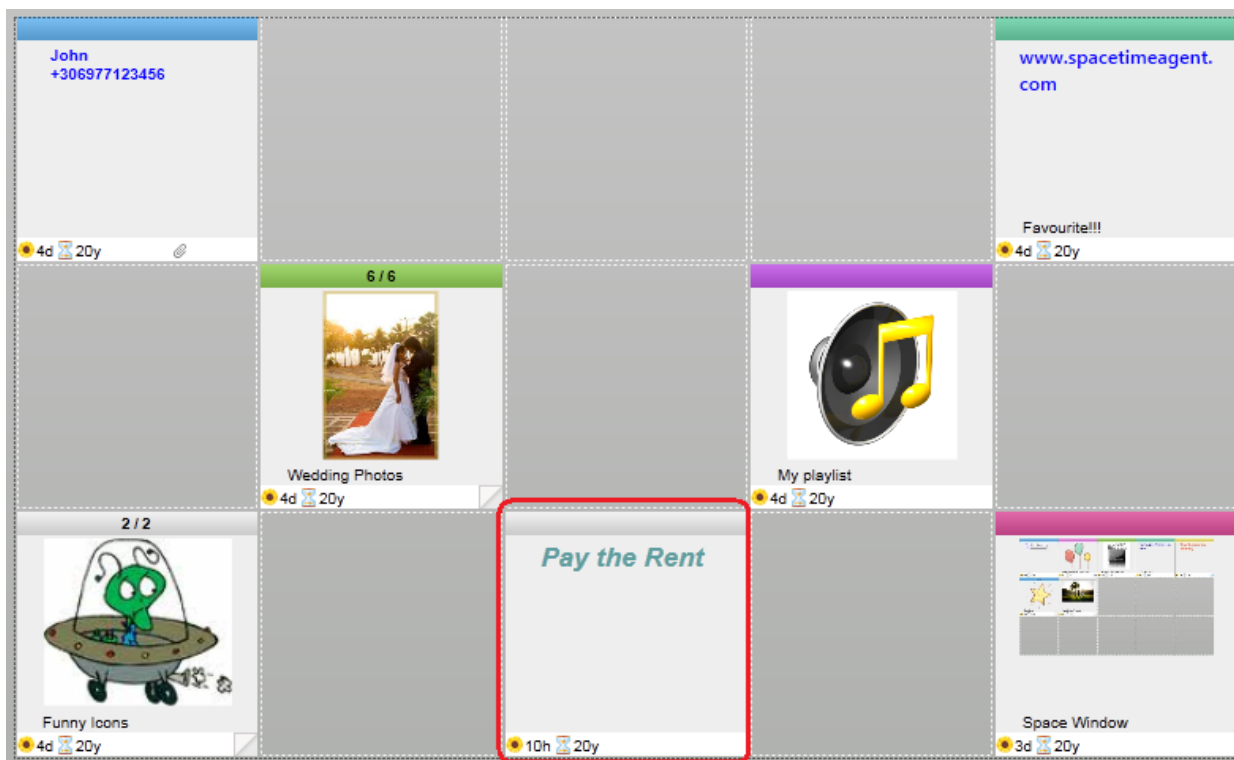 John
+306977123456
www.spacetimeagent.
com
Favourite!!!
4d 20y
4d 20y
6 / 6
Wedding Photos
My playlist
4d 20y
4d 20y
2 / 2
Pay the Rent
Funny Icons
Space Window
4d 20y
10h 20y
3d 20y